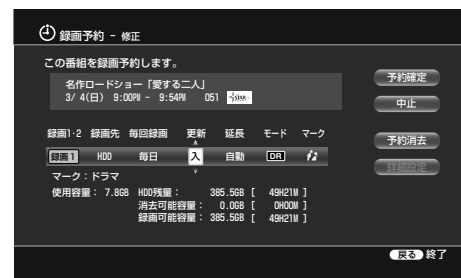 録画予約 - 修正
この番組を録画予約します。
名作ロードショー「愛する二人」
3/ 4(日) 9:00PM - 9:54PM 051 STAR
予約確定
中止
予約消去
詳細設定
録画1·2 録画先 毎回録画 更新 延長 モード マーク
録画1 HDD 毎日 入 自動 DR
マーク：ドラマ
使用容量： 7.8GB HDD残量： 385.5GB [ 49H21M ]
消去可能容量： 0.0GB [ 0H00M ]
録画可能容量： 385.5GB [ 49H21M ]
戻る 終了